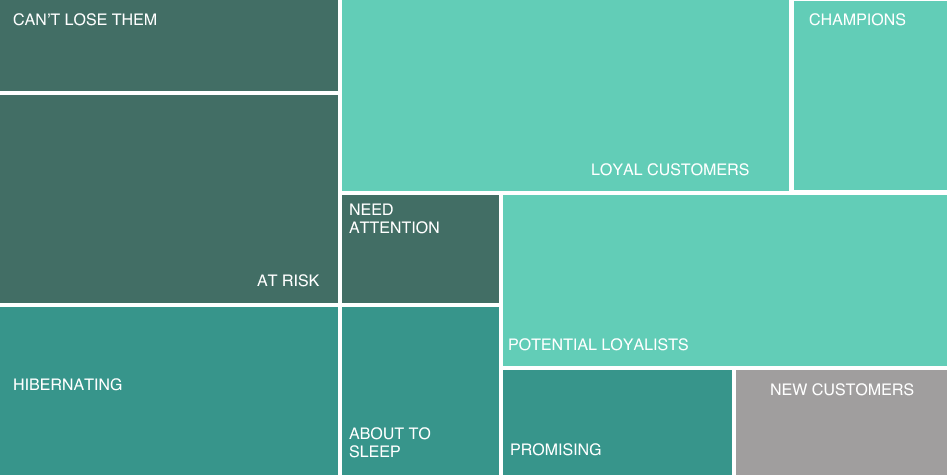 CAN'T LOSE THEM
CHAMPIONS
LOYAL CUSTOMERS
NEED
ATTENTION
AT RISK
POTENTIAL LOYALISTS
HIBERNATING
NEW CUSTOMERS
ABOUT TO
SLEEP
PROMISING